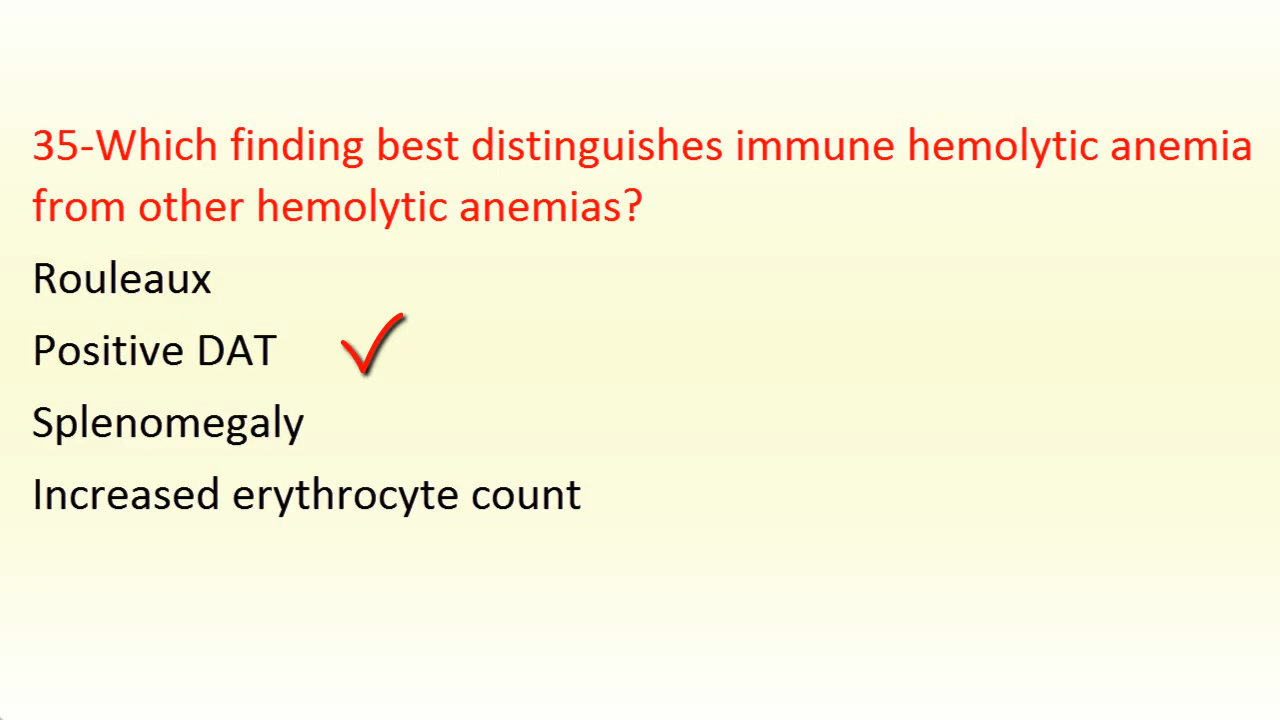 35-Which finding best distinguishes immune hemolytic anemia
from other hemolytic anemias?
Rouleaux
Positive DAT
Splenomegaly
Increased erythrocyte count